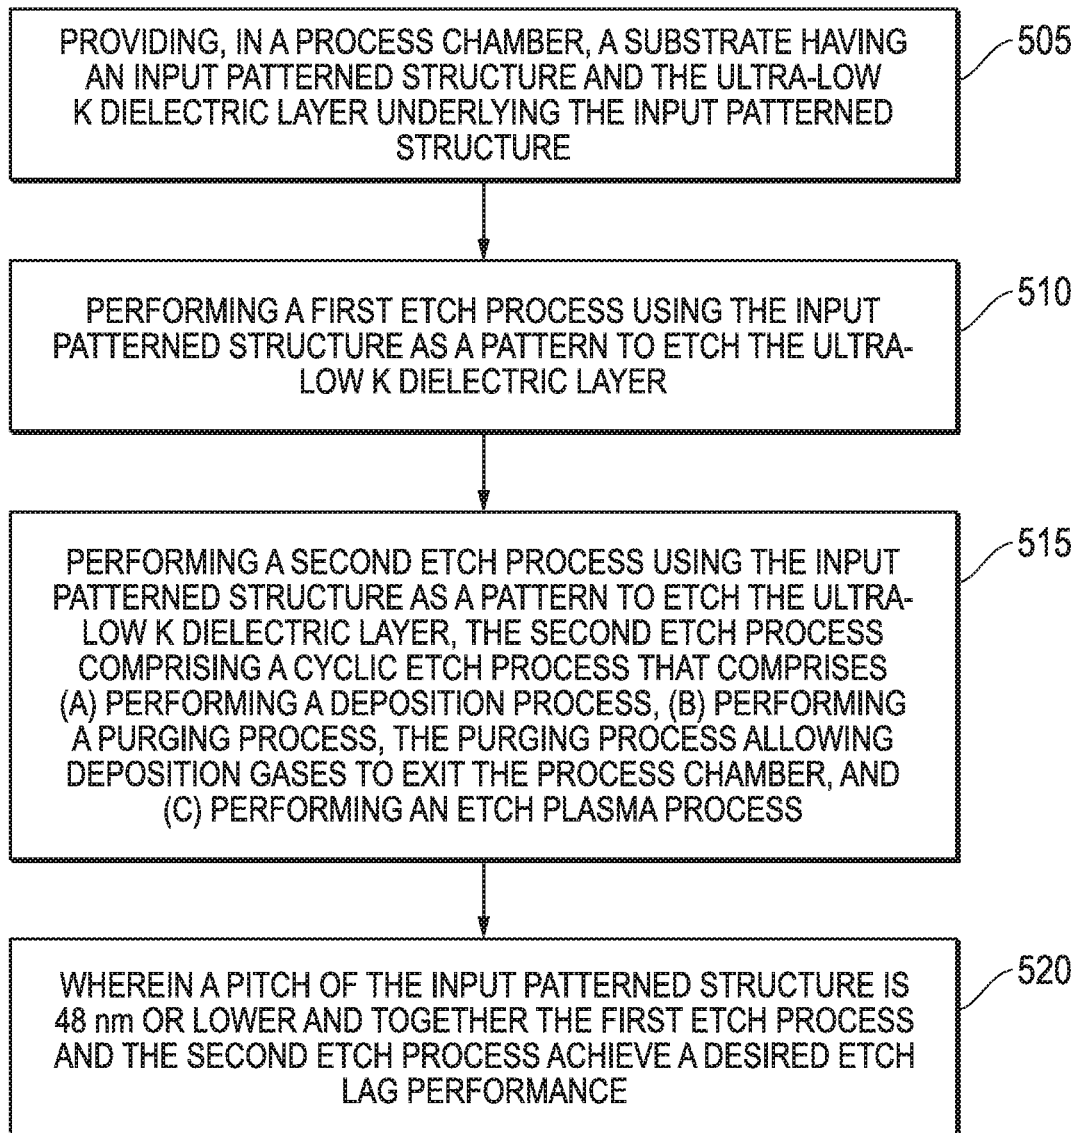 PROVIDING, IN A PROCESS CHAMBER, A SUBSTRATE HAVING
AN INPUT PATTERNED STRUCTURE AND THE ULTRA-LOW
K DIELECTRIC LAYER UNDERLYING THE INPUT PATTERNED
STRUCTURE
505
PERFORMING A FIRST ETCH PROCESS USING THE INPUT
PATTERNED STRUCTURE AS A PATTERN TO ETCH THE ULTRA-
LOW K DIELECTRIC LAYER
510
PERFORMING A SECOND ETCH PROCESS USING THE INPUT
PATTERNED STRUCTURE AS A PATTERN TO ETCH THE ULTRA-
LOW K DIELECTRIC LAYER, THE SECOND ETCH PROCESS
COMPRISING A CYCLIC ETCH PROCESS THAT COMPRISES
(A) PERFORMING A DEPOSITION PROCESS, (B) PERFORMING
A PURGING PROCESS, THE PURGING PROCESS ALLOWING
DEPOSITION GASES TO EXIT THE PROCESS CHAMBER, AND
(C) PERFORMING AN ETCH PLASMA PROCESS
515
WHEREIN A PITCH OF THE INPUT PATTERNED STRUCTURE IS
48 nm OR LOWER AND TOGETHER THE FIRST ETCH PROCESS
AND THE SECOND ETCH PROCESS ACHIEVE A DESIRED ETCH
LAG PERFORMANCE
520